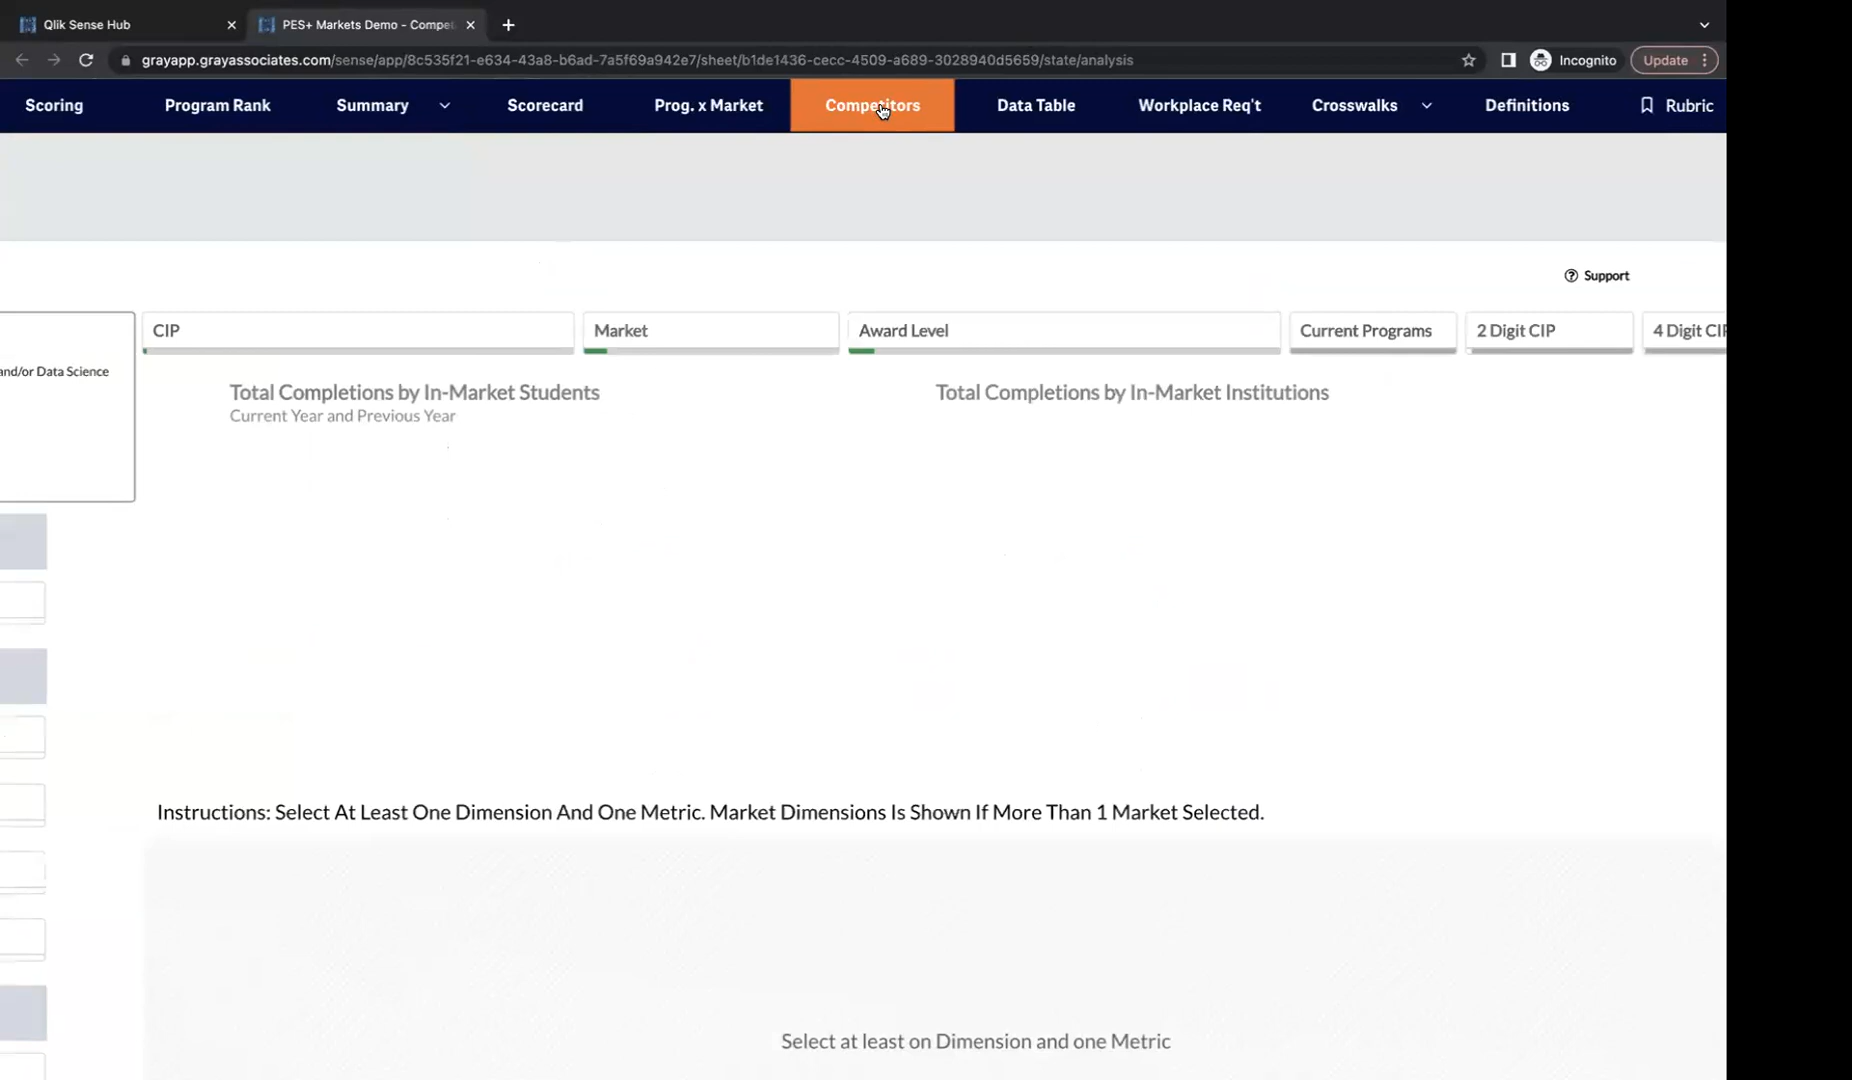 Qlik Sense Hub
PES+ Markets Demo - Compet
grayapp.grayassociates.com/sense/app/8c535f21-e634-43a8-b6ad-7a5f69a942e7/sheet/b1de1436-cecc-4509-a689-3028940d5659/state/analysis
Incognito
Update
Scoring
Program Rank
Summary
Scorecard
Prog. x Market
Competitors
Data Table
Workplace Req't
Crosswalks
Definitions
Rubric
Support
CIP
Market
Award Level
Current Programs
2 Digit CIP
4 Digit CIP
and/or Data Science
Total Completions by In-Market Students
Current Year and Previous Year
Total Completions by In-Market Institutions
Instructions: Select At Least One Dimension And One Metric. Market Dimensions Is Shown If More Than 1 Market Selected.
Select at least on Dimension and one Metric